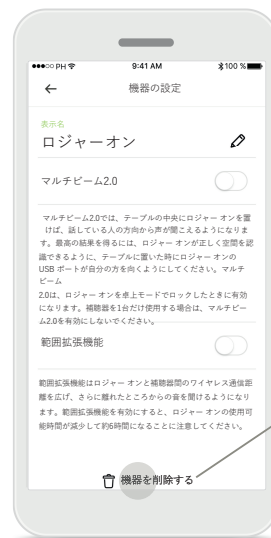 PH 9:41 AM 100 %
機器の設定
表示名
ロジャーオン
マルチビーム2.0
マルチビーム2.0では、テーブルの中央にロジャー オンを置
けば、話している人の方向から声が聞こえるようになりま
す。最高の結果を得るには、ロジャー オンが正しく空間を認
識できるように、テーブルに置いた時にロジャー オンの
USB ポートが自分の方を向くようにしてください。マルチ
ビーム
2.0は、ロジャー オンを卓上モードでロックしたときに有効
になります。補聴器を1台だけ使用する場合は、マルチビー
ム2.0を有効にしないでください。
範囲拡張機能
範囲拡張機能はロジャー オンと補聴器間のワイヤレス通信距
離を広げ、さらに離れたところからの音を聞けるようになり
ます。範囲拡張機能を有効にすると、ロジャー オンの使用可
能時間が減少して約6時間になることに注意してください。
機器を削除する